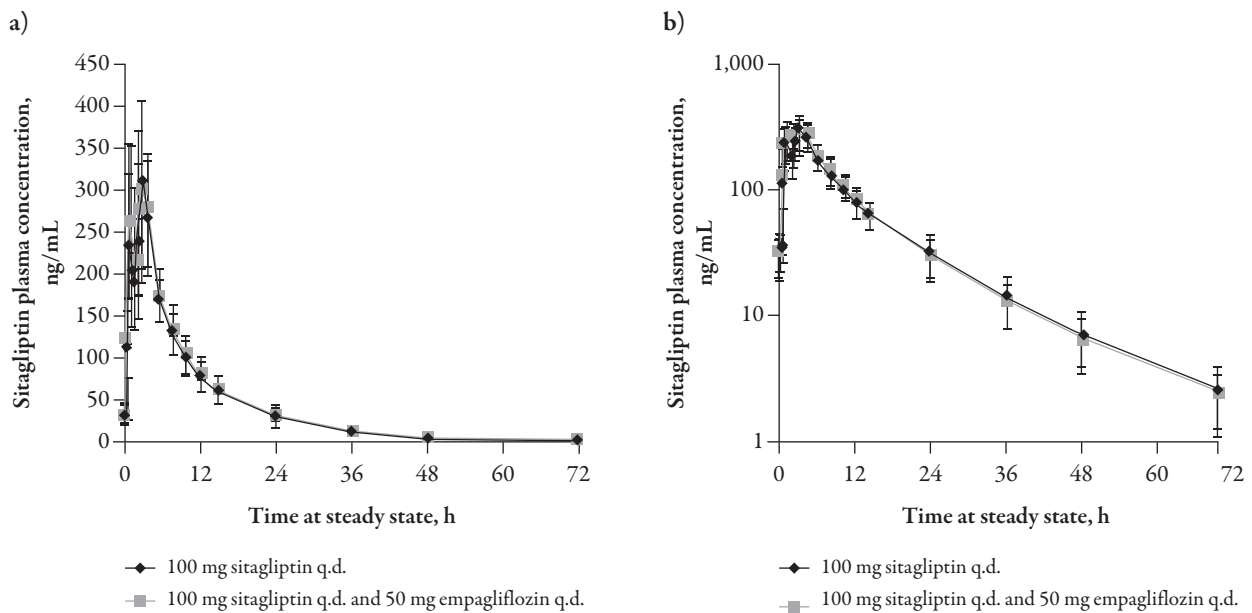 a)
450
400
350
300
250
200
150
100
50
0
Sitagliptin plasma concentration,
ng/mL
0 12 24 36 48 60 72
Time at steady state, h
100 mg sitagliptin q.d.
100 mg sitagliptin q.d. and 50 mg empagliflozin q.d.
b)
1,000
100
10
1
Sitagliptin plasma concentration,
ng/mL
0 12 24 36 48 60 72
Time at steady state, h
100 mg sitagliptin q.d.
100 mg sitagliptin q.d. and 50 mg empagliflozin q.d.